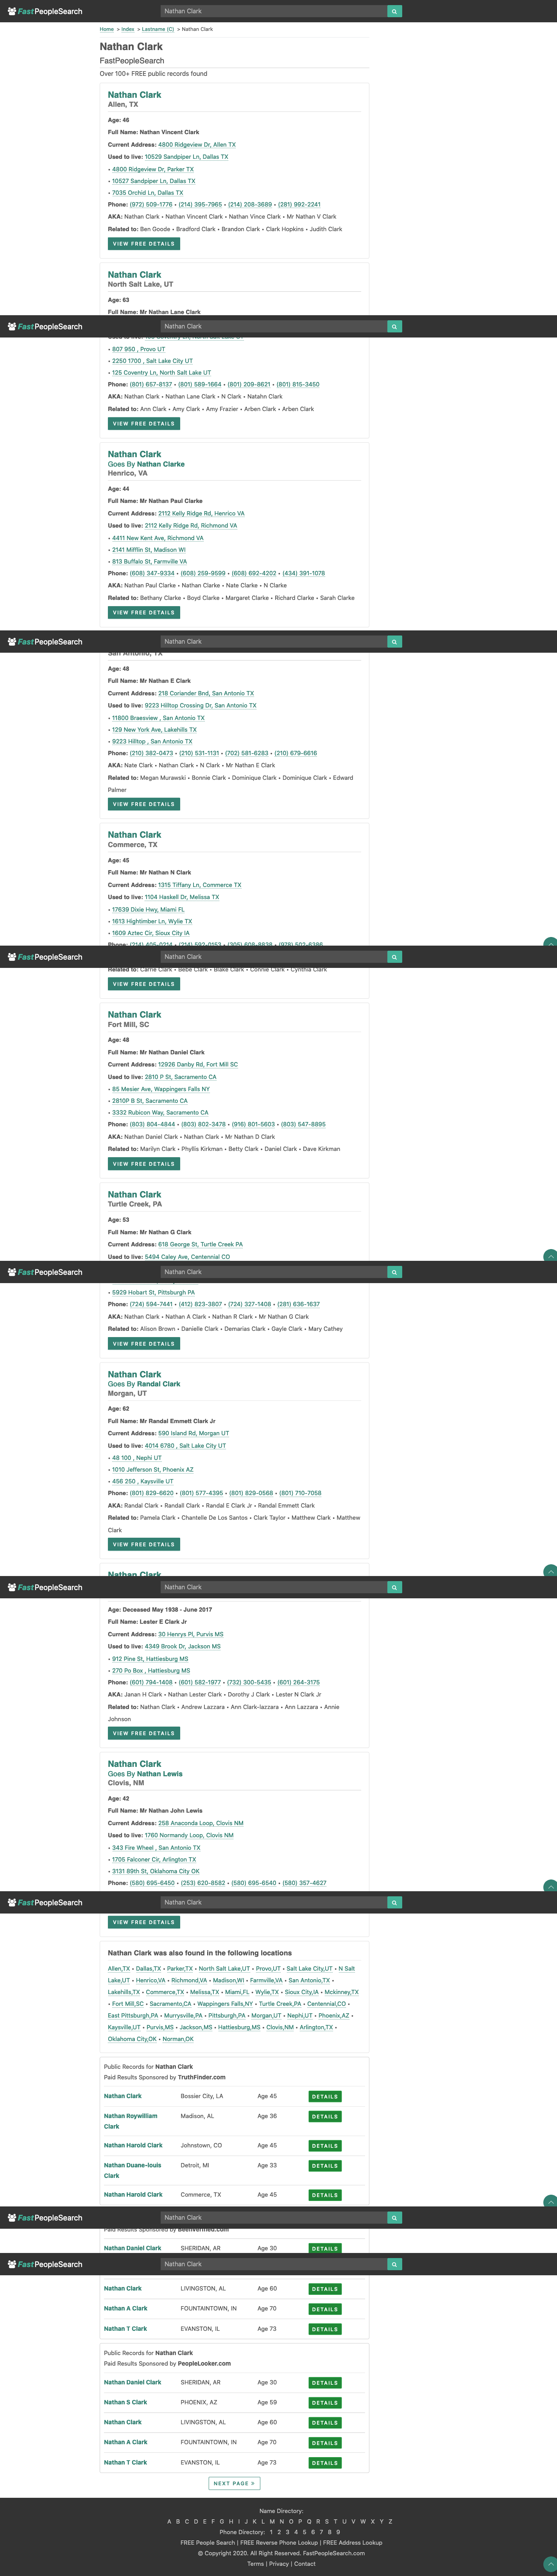 FastPeopleSearch
Nathan Clark
Home > index > Lastname (C) > Nathan Clark
Nathan Clark
FastPeopleSearch
Over 100+ FREE public records found
Nathan Clark
Allen, TX
Age: 46
Full Name: Nathan Vincent Clark
Current Address: 4800 Ridgeview Dr, Allen TX
Used to live: 10529 Sandpiper Ln, Dallas TX
• 4800 Ridgeview Dr, Parker TX
• 10527 Sandpiper Ln, Dallas TX
• 7035 Orchid Ln, Dallas TX
Phone: (972) 509-1776 • (214) 395-7965 • (214) 208-3689 • (281) 992-2241
AKA: Nathan Clark • Nathan Vincent Clark • Nathan Vince Clark • Mr Nathan V Clark
Related to: Ben Goode • Bradford Clark • Brandon Clark • Clark Hopkins • Judith Clark
VIEW FREE DETAILS
Nathan Clark
North Salt Lake, UT
Age: 63
Full Name: Mr Nathan Lane Clark
FastPeopleSearch
Nathan Clark
• 807 950 , Provo UT
• 2250 1700 , Salt Lake City UT
• 125 Coventry Ln, North Salt Lake UT
Phone: (801) 657-8137 • (801) 589-1664 • (801) 209-8621 • (801) 815-3450
AKA: Nathan Clark • Nathan Lane Clark • N Clark • Natahn Clark
Related to: Ann Clark • Amy Clark • Amy Frazier • Arben Clark • Arben Clark
VIEW FREE DETAILS
Nathan Clark
Goes By Nathan Clarke
Henrico, VA
Age: 44
Full Name: Mr Nathan Paul Clarke
Current Address: 2112 Kelly Ridge Rd, Henrico VA
Used to live: 2112 Kelly Ridge Rd, Richmond VA
• 4411 New Kent Ave, Richmond VA
• 2141 Mifflin St, Madison WI
• 813 Buffalo St, Farmville VA
Phone: (608) 347-9334 • (608) 259-9599 • (608) 692-4202 • (434) 391-1078
AKA: Nathan Paul Clarke • Nathan Clarke • Nate Clarke • N Clarke
Related to: Bethany Clarke • Boyd Clarke • Margaret Clarke • Richard Clarke • Sarah Clarke
VIEW FREE DETAILS
FastPeopleSearch
Nathan Clark
San Antonio, TX
Age: 48
Full Name: Mr Nathan E Clark
Current Address: 218 Coriander Bnd, San Antonio TX
Used to live: 9223 Hilltop Crossing Dr, San Antonio TX
• 11800 Braesview , San Antonio TX
• 129 New York Ave, Lakehills TX
• 9223 Hilltop , San Antonio TX
Phone: (210) 382-0473 • (210) 531-1131 • (702) 581-6283 • (210) 679-6616
AKA: Nate Clark • Nathan Clark • N Clark • Mr Nathan E Clark
Related to: Megan Murawski • Bonnie Clark • Dominique Clark • Dominique Clark • Edward
Palmer
VIEW FREE DETAILS
Nathan Clark
Commerce, TX
Age: 45
Full Name: Mr Nathan N Clark
Current Address: 1315 Tiffany Ln, Commerce TX
Used to live: 1104 Haskell Dr, Melissa TX
• 17639 Dixie Hwy, Miami FL
• 1613 Hightimber Ln, Wylie TX
• 1609 Aztec Cir, Sioux City IA
Phone: (214) 405-0214 • (214) 592-0153 • (305) 608-8838 • (978) 502-6386
FastPeopleSearch
Nathan Clark
Related to: Carrie Clark • Bebe Clark • Blake Clark • Connie Clark • Cynthia Clark
VIEW FREE DETAILS
Nathan Clark
Fort Mill, SC
Age: 48
Full Name: Mr Nathan Daniel Clark
Current Address: 12926 Danby Rd, Fort Mill SC
Used to live: 2810 P St, Sacramento CA
• 85 Mesier Ave, Wappingers Falls NY
• 2810P B St, Sacramento CA
• 3332 Rubicon Way, Sacramento CA
Phone: (803) 804-4844 • (803) 802-3478 • (916) 801-5603 • (803) 547-8895
AKA: Nathan Daniel Clark • Nathan Clark • Mr Nathan D Clark
Related to: Marilyn Clark • Phyllis Kirkman • Betty Clark • Daniel Clark • Dave Kirkman
VIEW FREE DETAILS
Nathan Clark
Turtle Creek, PA
Age: 53
Full Name: Mr Nathan G Clark
Current Address: 618 George St, Turtle Creek PA
Used to live: 5494 Caley Ave, Centennial CO
FastPeopleSearch
Nathan Clark
• 5929 Hobart St, Pittsburgh PA
Phone: (724) 594-7441 • (412) 823-3807 • (724) 327-1408 • (281) 636-1637
AKA: Nathan Clark • Nathan A Clark • Nathan R Clark • Mr Nathan G Clark
Related to: Alison Brown • Danielle Clark • Demarias Clark • Gayle Clark • Mary Cathey
VIEW FREE DETAILS
Nathan Clark
Goes By Randal Clark
Morgan, UT
Age: 62
Full Name: Mr Randal Emmett Clark Jr
Current Address: 590 Island Rd, Morgan UT
Used to live: 4014 6780 , Salt Lake City UT
• 48 100 , Nephi UT
• 1010 Jefferson St, Phoenix AZ
• 456 250 , Kaysville UT
Phone: (801) 829-6620 • (801) 577-4395 • (801) 829-0568 • (801) 710-7058
AKA: Randal Clark • Randall Clark • Randal E Clark Jr • Randal Emmett Clark
Related to: Pamela Clark • Chantelle De Los Santos • Clark Taylor • Matthew Clark • Matthew
Clark
VIEW FREE DETAILS
Nathan Clark
FastPeopleSearch
Nathan Clark
Age: Deceased May 1938 - June 2017
Full Name: Lester E Clark Jr
Current Address: 30 Henrys Pl, Purvis MS
Used to live: 4349 Brook Dr, Jackson MS
• 912 Pine St, Hattiesburg MS
• 270 Po Box , Hattiesburg MS
Phone: (601) 794-1408 • (601) 582-1977 • (732) 300-5435 • (601) 264-3175
AKA: Janan H Clark • Nathan Lester Clark • Dorothy J Clark • Lester N Clark Jr
Related to: Nathan Clark • Andrew Lazzara • Ann Clark-lazzara • Ann Lazzara • Annie
Johnson
VIEW FREE DETAILS
Nathan Clark
Goes By Nathan Lewis
Clovis, NM
Age: 42
Full Name: Mr Nathan John Lewis
Current Address: 258 Anaconda Loop, Clovis NM
Used to live: 1760 Normandy Loop, Clovis NM
• 343 Fire Wheel , San Antonio TX
• 1705 Falconer Cir, Arlington TX
• 3131 89th St, Oklahoma City OK
Phone: (580) 695-6450 • (253) 620-8582 • (580) 695-6540 • (580) 357-4627
FastPeopleSearch
Nathan Clark
VIEW FREE DETAILS
Nathan Clark was also found in the following locations
Allen,TX • Dallas,TX • Parker,TX • North Salt Lake,UT • Provo,UT • Salt Lake City,UT • N Salt
Lake,UT • Henrico,VA • Richmond,VA • Madison,WI • Farmville,VA • San Antonio,TX •
Lakehills,TX • Commerce,TX • Melissa,TX • Miami,FL • Wylie,TX • Sioux City,IA • Mckinney,TX
• Fort Mill,SC • Sacramento,CA • Wappingers Falls,NY • Turtle Creek,PA • Centennial,CO •
East Pittsburgh,PA • Murrysville,PA • Pittsburgh,PA • Morgan,UT • Nephi,UT • Phoenix,AZ •
Kaysville,UT • Purvis,MS • Jackson,MS • Hattiesburg,MS • Clovis,NM • Arlington,TX •
Oklahoma City,OK • Norman,OK
Public Records for Nathan Clark
Paid Results Sponsored by TruthFinder.com
Nathan Clark Bossier City, LA Age 45 DETAILS
Nathan Roywilliam Madison, AL Age 36 DETAILS
Clark
Nathan Harold Clark Johnstown, CO Age 45 DETAILS
Nathan Duane-louis Detroit, MI Age 33 DETAILS
Clark
Nathan Harold Clark Commerce, TX Age 45 DETAILS
FastPeopleSearch
Nathan Clark
Paid Results Sponsored by BeenVerified.com
Nathan Daniel Clark SHERIDAN, AR Age 30 DETAILS
FastPeopleSearch
Nathan Clark
Nathan Clark LIVINGSTON, AL Age 60 DETAILS
Nathan A Clark FOUNTAINTOWN, IN Age 70 DETAILS
Nathan T Clark EVANSTON, IL Age 73 DETAILS
Public Records for Nathan Clark
Paid Results Sponsored by PeopleLooker.com
Nathan Daniel Clark SHERIDAN, AR Age 30 DETAILS
Nathan S Clark PHOENIX, AZ Age 59 DETAILS
Nathan Clark LIVINGSTON, AL Age 60 DETAILS
Nathan A Clark FOUNTAINTOWN, IN Age 70 DETAILS
Nathan T Clark EVANSTON, IL Age 73 DETAILS
NEXT PAGE >
Name Directory:
A B C D E F G H I J K L M N O P Q R S T U V W X Y Z
Phone Directory: 1 2 3 4 5 6 7 8 9
FREE People Search | FREE Reverse Phone Lookup | FREE Address Lookup
© Copyright 2020. All Right Reserved. FastPeopleSearch.com
Terms | Privacy | Contact